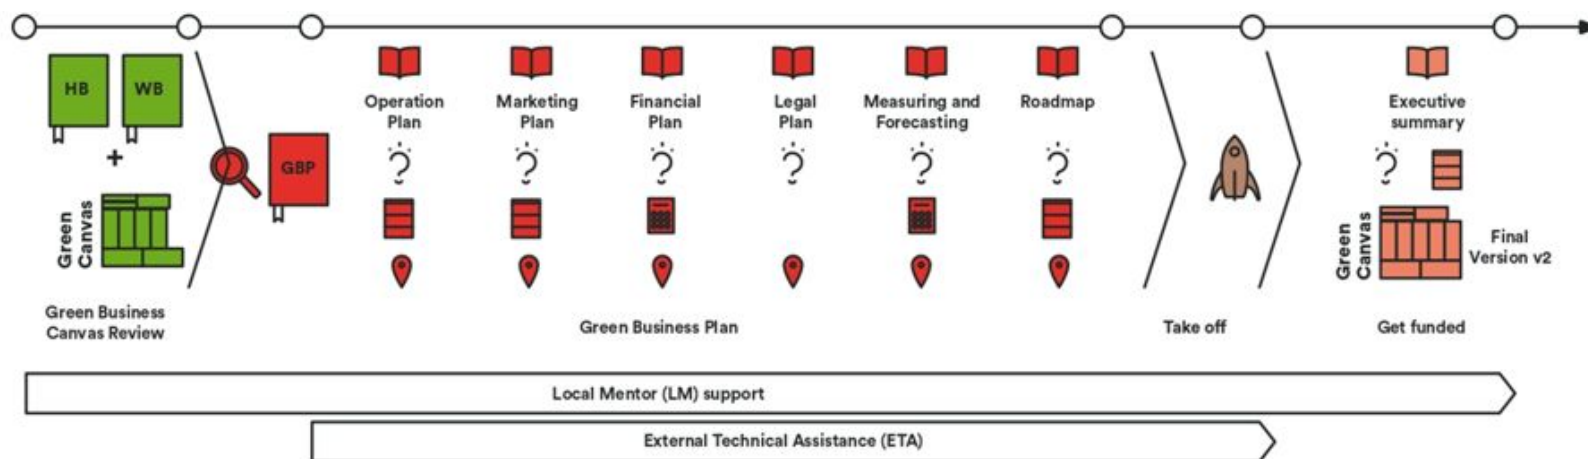 HB
WB
+
Green
Canvas
Green Business
Canvas Review
GBP
Operation
Plan
Marketing
Plan
Financial
Plan
Legal
Plan
Measuring and
Forecasting
Roadmap
Green Business Plan
Take off
Executive
summary
Green
Canvas
Final
Version v2
Get funded
Local Mentor (LM) support
External Technical Assistance (ETA)